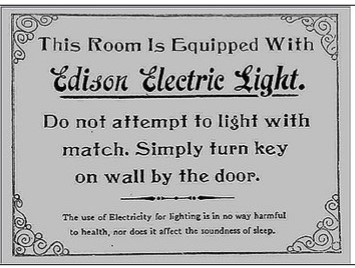 This Room Is Equipped With
Edison Electric Light.
Do not attempt to light with
match. Simply turn key
on wall by the door.
The use of Electricity for lighting is in no way harmful
to health, nor does it affect the soundness of sleep.